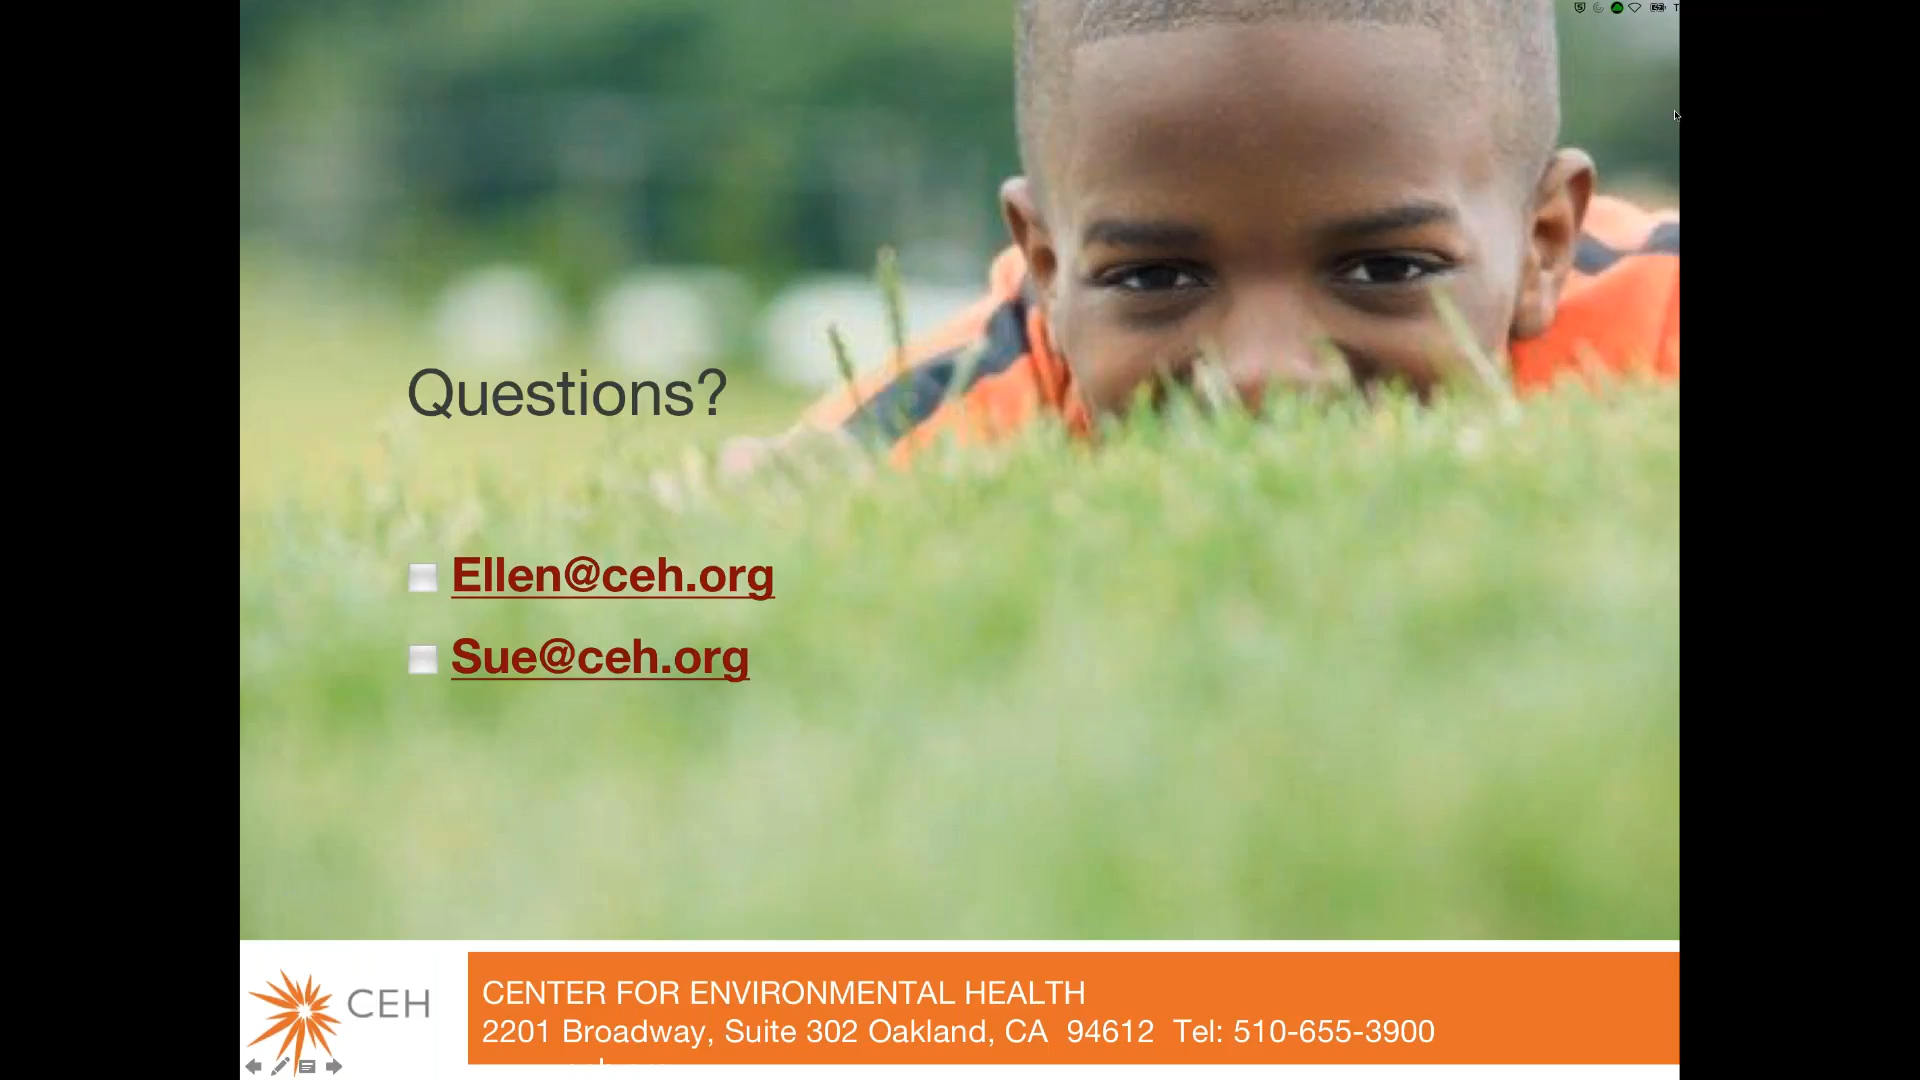 Questions?
Ellen@ceh.org
Sue@ceh.org
CEH
CENTER FOR ENVIRONMENTAL HEALTH
2201 Broadway, Suite 302 Oakland, CA  94612  Tel: 510-655-3900